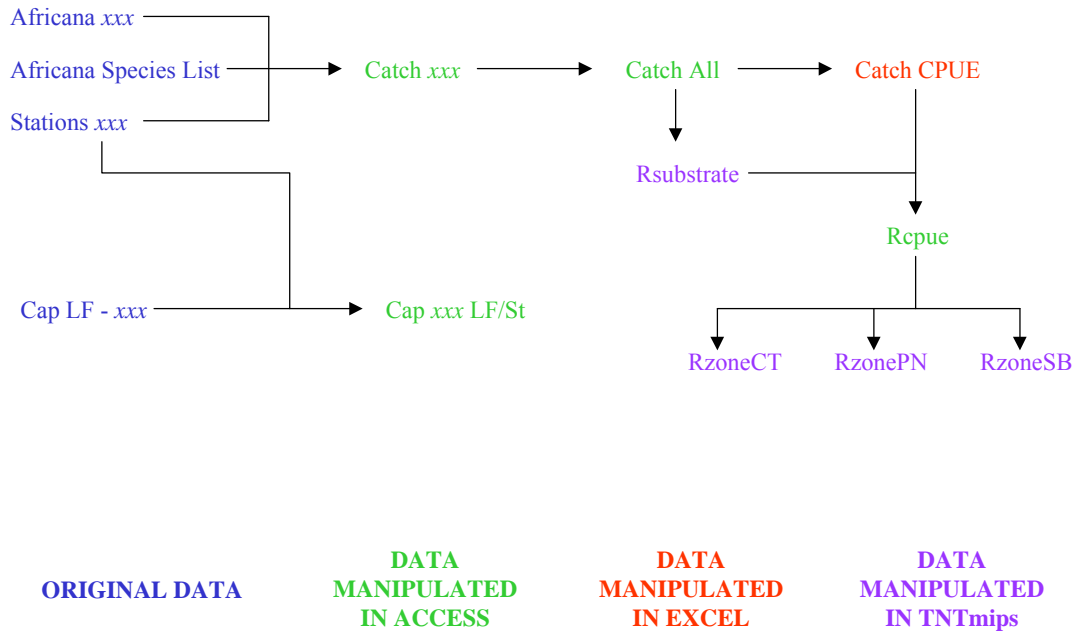 Africana xxx
Africana Species List
Catch xxx
Catch All
Catch CPUE
Stations xxx
Rsubstrate
Rcpue
Cap LF - xxx
Cap xxx LF/St
RzoneCT
RzonePN
RzoneSB
ORIGINAL DATA
DATA
MANIPULATED
IN ACCESS
DATA
MANIPULATED
IN EXCEL
DATA
MANIPULATED
IN TNTmips